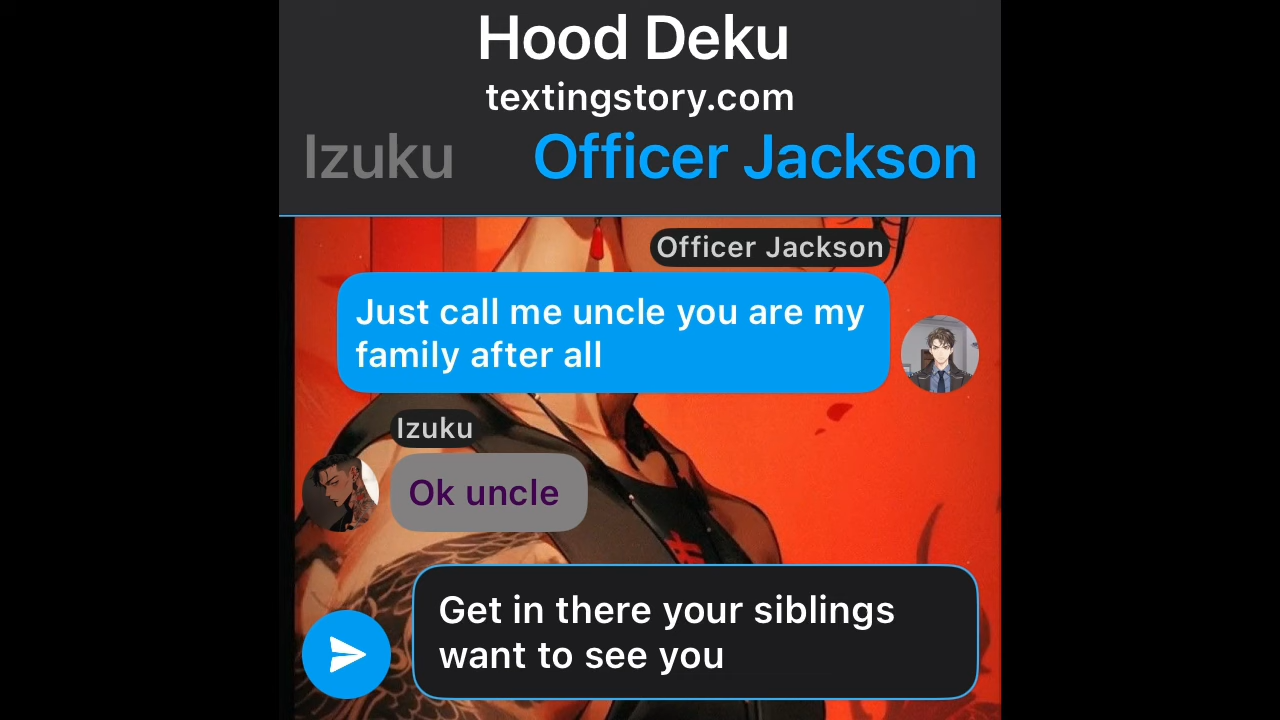 Hood Deku
textingstory.com
Izuku Officer Jackson
Officer Jackson
Just call me uncle you are my
family after all
Izuku
Ok uncle
Get in there your siblings
want to see you